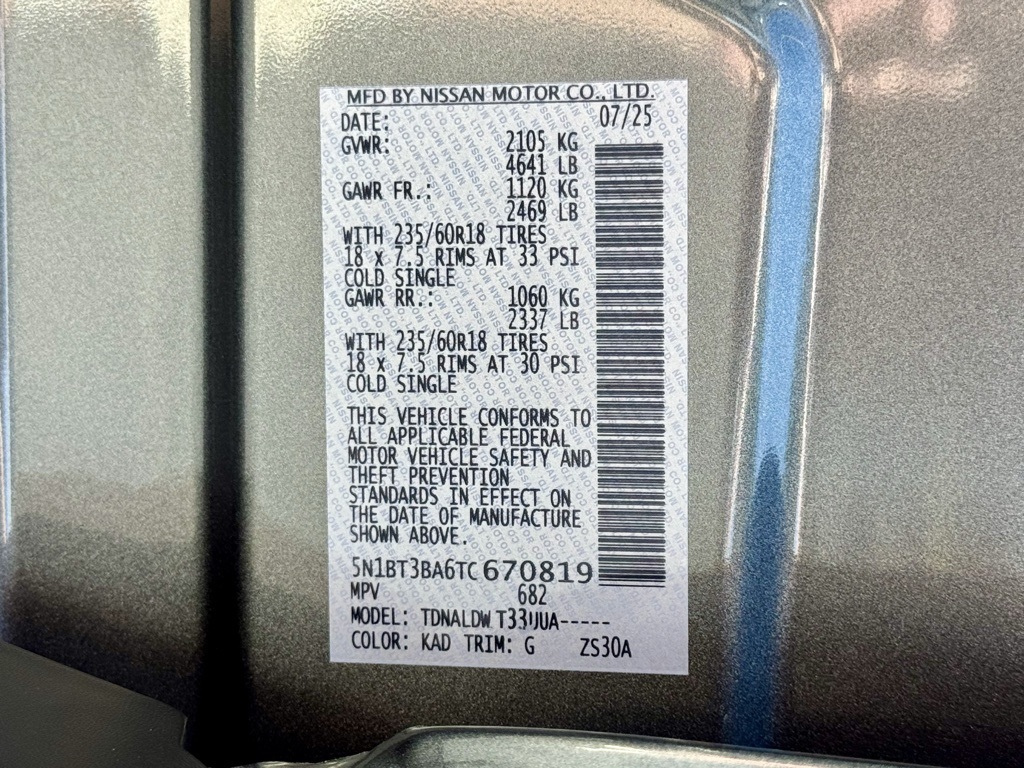 MFD BY NISSAN MOTOR CO., LTD.
DATE: 07/25
GVWR: 2105 KG
4641 LB
GAWR FR.: 1120 KG
2469 LB
WITH 235/60R18 TIRES
18 x 7.5 RIMS AT 33 PSI
COLD SINGLE
GAWR RR.: 1060 KG
2337 LB
WITH 235/60R18 TIRES
18 x 7.5 RIMS AT 30 PSI
COLD SINGLE
THIS VEHICLE CONFORMS TO
ALL APPLICABLE FEDERAL
MOTOR VEHICLE SAFETY AND
THEFT PREVENTION
STANDARDS IN EFFECT ON
THE DATE OF MANUFACTURE
SHOWN ABOVE.
5N1BT3BA6TC670819
MPV 682
MODEL: TDNALDW
COLOR: KAD TRIM: G ZS30A